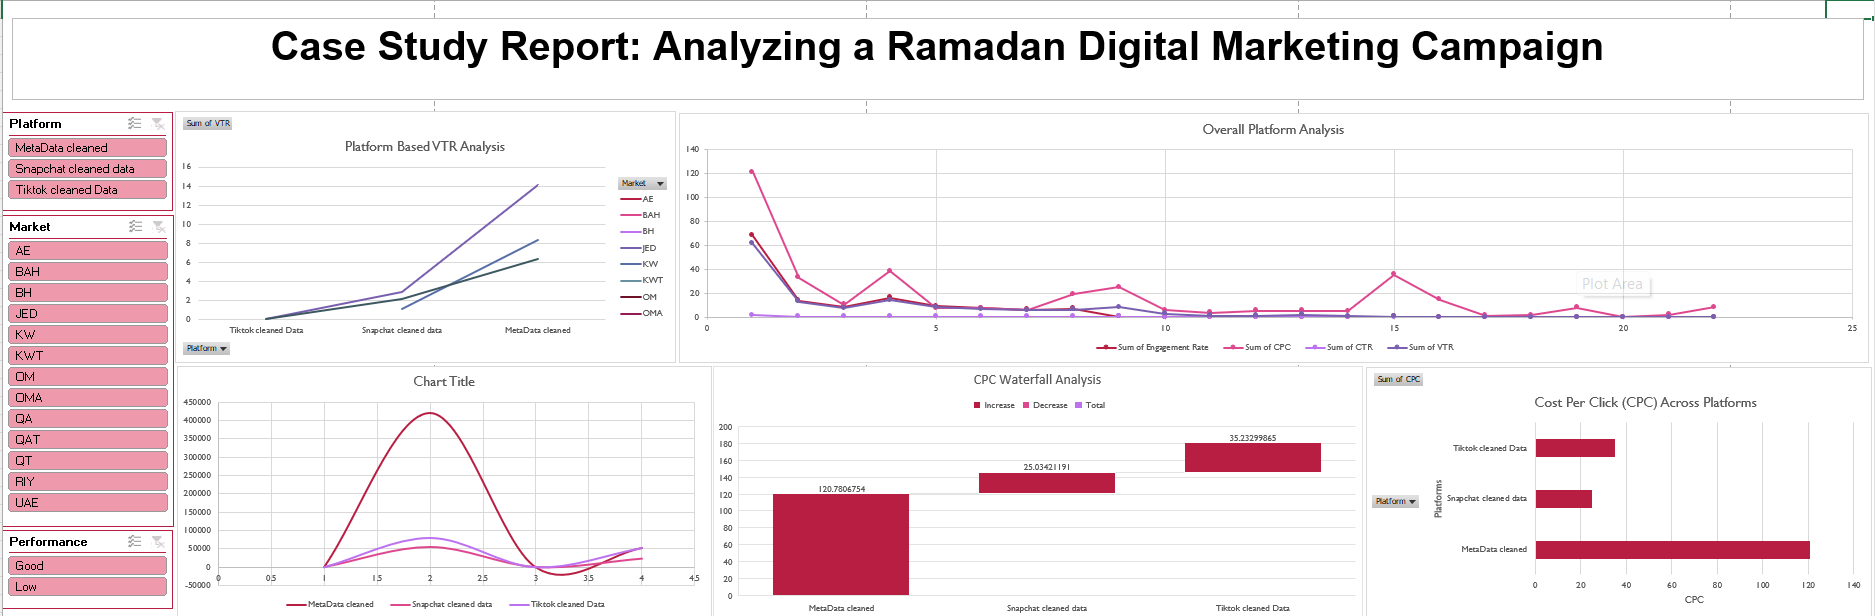 Case Study Report: Analyzing a Ramadan Digital Marketing Campaign
Platform
MetaData cleaned
Snapchat cleaned data
Tiktok cleaned Data
Market
AE
BAH
BH
JED
KW
KWT
OM
OMA
QA
QAT
QT
RIY
UAE
Performance
Good
Low
Sum of VTR
Platform Based VTR Analysis
16
14
12
10
8
6
4
2
0
Tiktok cleaned Data Snapchat cleaned data MetaData cleaned
Market
AE
BAH
BH
JED
KW
KWT
OM
OMA
Platform
Overall Platform Analysis
140
120
100
80
60
40
20
0
0 5 10 15 20 25
Plot Area
Sum of Engagement Rate Sum of CPC Sum of CTR Sum of VTR
Chart Title
450000
400000
350000
300000
250000
200000
150000
100000
50000
0
-50000
0 0.5 1 1.5 2 2.5 3 3.5 4 4.5
MetaData cleaned Snapchat cleaned data Tiktok cleaned Data
CPC Waterfall Analysis
Increase Decrease Total
200
180
160
140
120
100
80
60
40
20
0
120.7806754
25.03421191
35.23299865
MetaData cleaned Snapchat cleaned data Tiktok cleaned Data
Sum of CPC
Cost Per Click (CPC) Across Platforms
Platform
Platforms
Tiktok cleaned Data
Snapchat cleaned data
MetaData cleaned
0 20 40 60 80 100 120 140
CPC